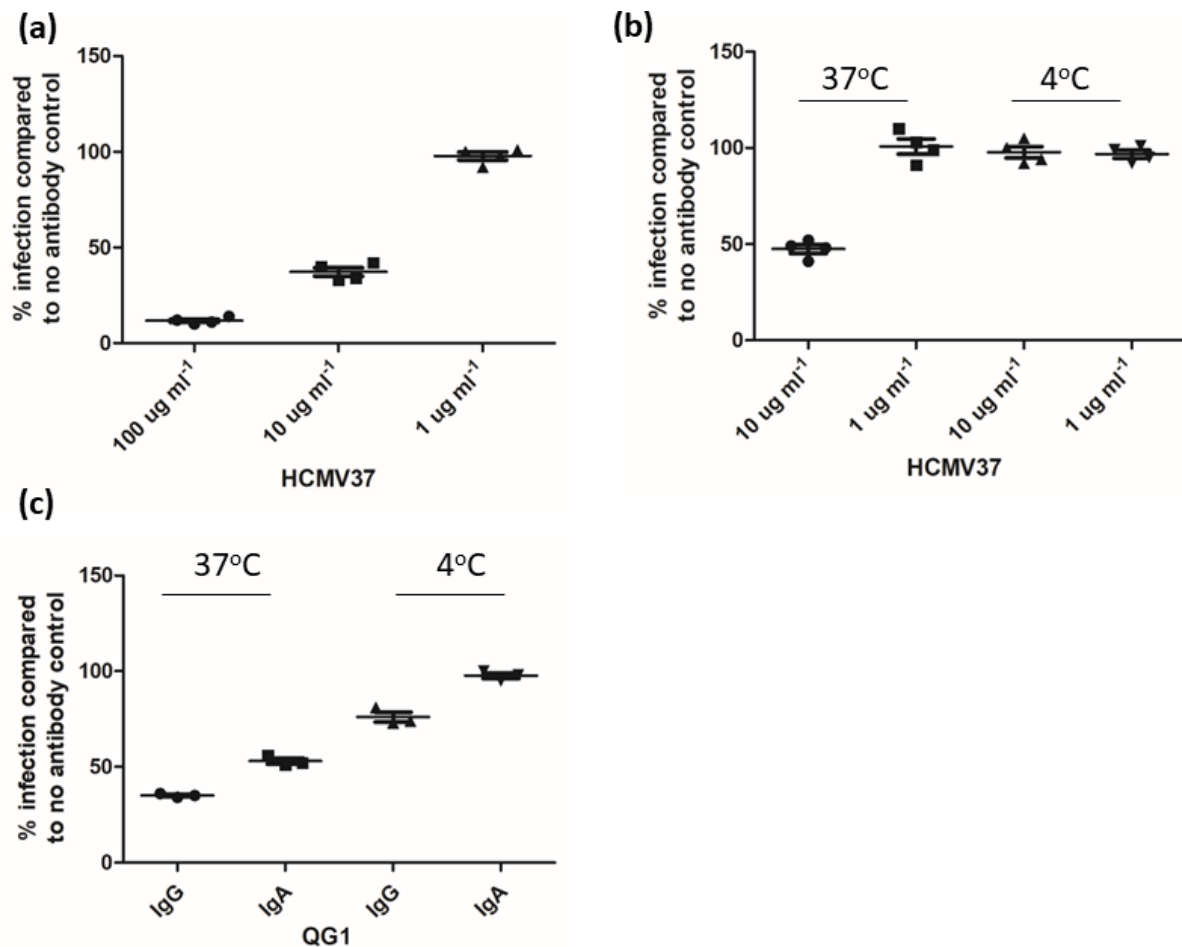 (a)
% infection compared
to no antibody control
150
100
50
0
100 ug ml⁻¹
10 ug ml⁻¹
1 ug ml⁻¹
HCMV37
(b)
% infection compared
to no antibody control
150
100
50
0
37°C
4°C
10 ug ml⁻¹
1 ug ml⁻¹
10 ug ml⁻¹
1 ug ml⁻¹
HCMV37
(c)
% infection compared
to no antibody control
150
100
50
0
37°C
4°C
IgG
IgA
IgG
IgA
QG1